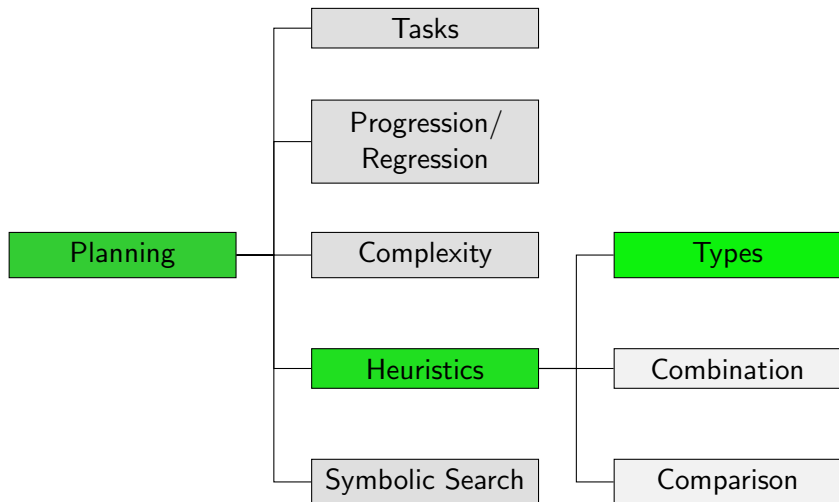 Tasks
Progression/
Regression
Planning
Complexity
Types
Heuristics
Combination
Symbolic Search
Comparison